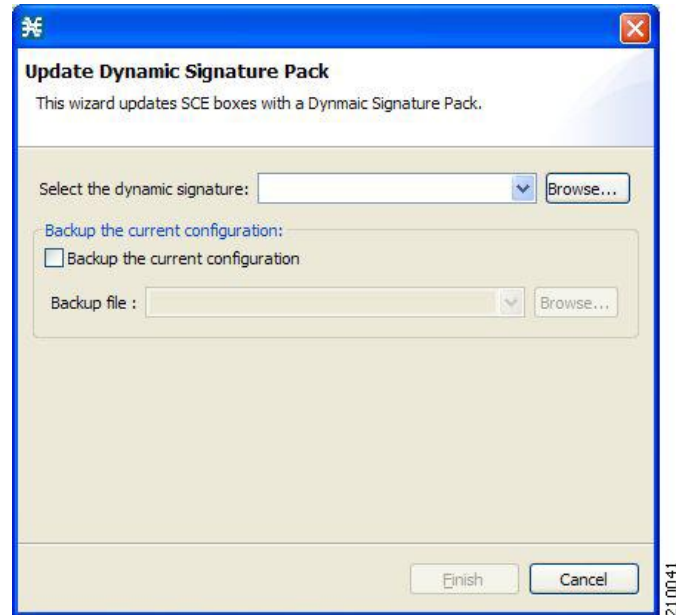 Update Dynamic Signature Pack
This wizard updates SCE boxes with a Dynmaic Signature Pack.
Select the dynamic signature:
Browse...
Backup the current configuration:
Backup the current configuration
Backup file :
Browse...
Finish
Cancel
210041